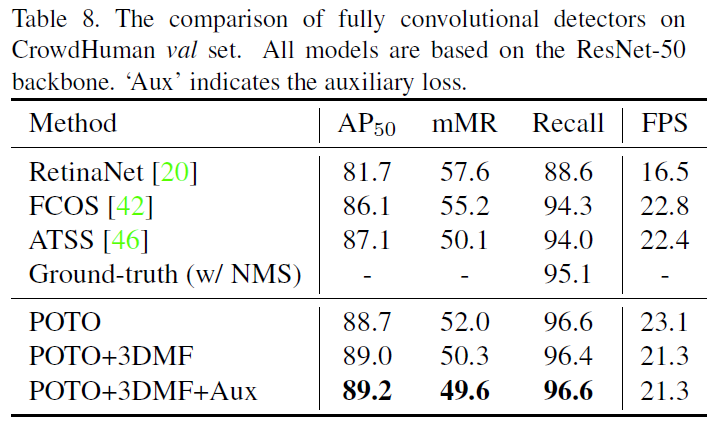 Table 8. The comparison of fully convolutional detectors on
CrowdHuman val set. All models are based on the ResNet-50
backbone. ‘Aux’ indicates the auxiliary loss.
Method AP50 mMR Recall FPS
RetinaNet [20] 81.7 57.6 88.6 16.5
FCOS [42] 86.1 55.2 94.3 22.8
ATSS [46] 87.1 50.1 94.0 22.4
Ground-truth (w/ NMS) - - 95.1 -
POTO 88.7 52.0 96.6 23.1
POTO+3DMF 89.0 50.3 96.4 21.3
POTO+3DMF+Aux 89.2 49.6 96.6 21.3